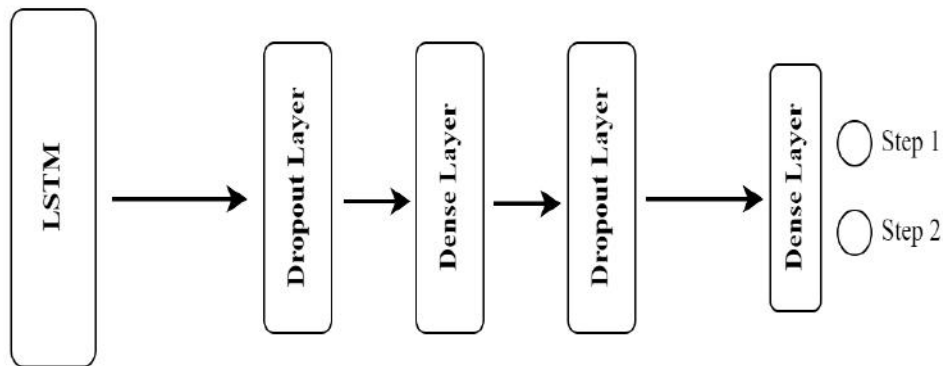 LSTM
Dropout Layer
Dense Layer
Dropout Layer
Dense Layer
Step 1
Step 2